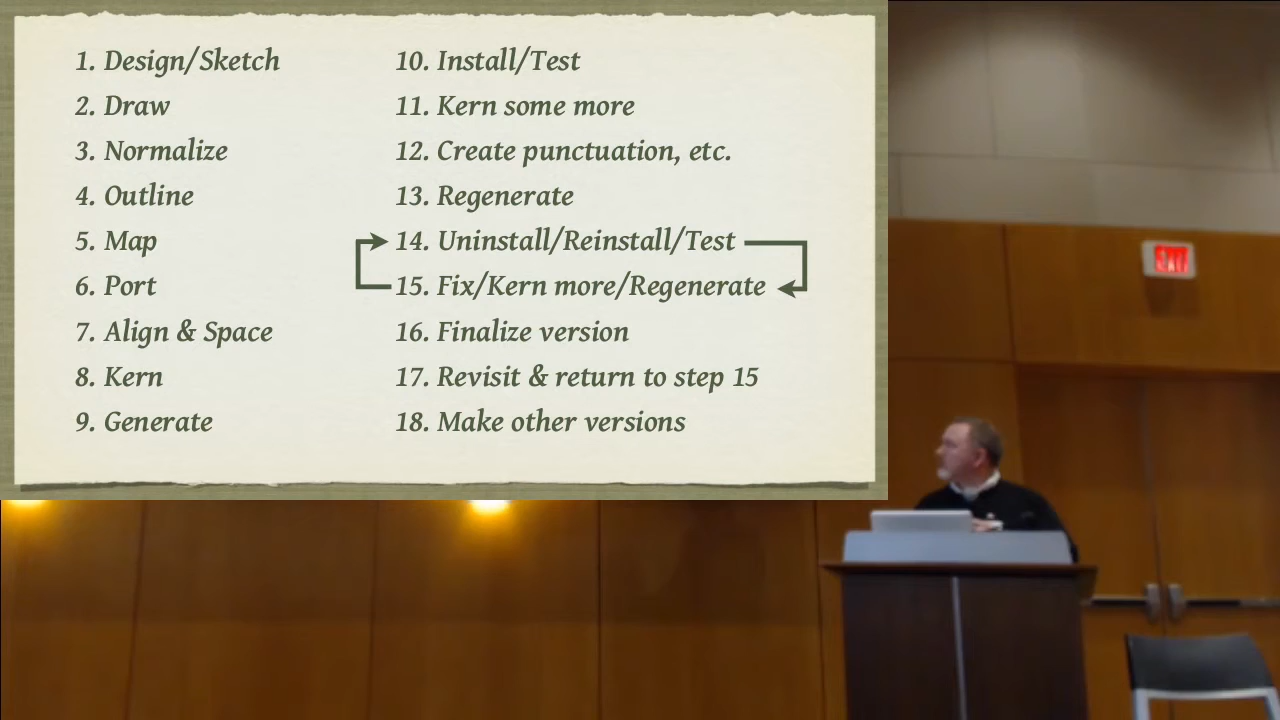 1. Design/Sketch
2. Draw
3. Normalize
4. Outline
5. Map
6. Port
7. Align & Space
8. Kern
9. Generate
10. Install/Test
11. Kern some more
12. Create punctuation, etc.
13. Regenerate
14. Uninstall/Reinstall/Test
15. Fix/Kern more/Regenerate
16. Finalize version
17. Revisit & return to step 15
18. Make other versions
EXIT